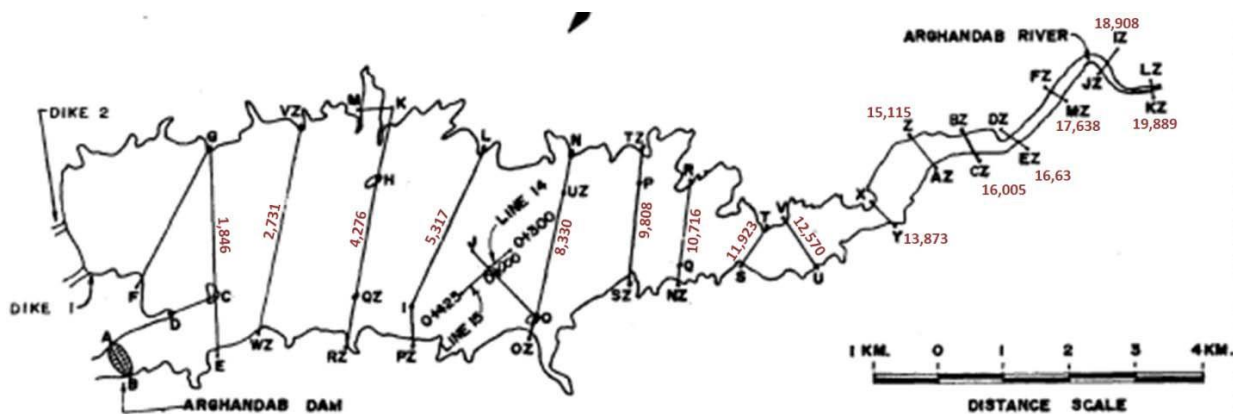 18,908
ARGHANDAB RIVER
IZ
VZ
M
K
FZ
JZ
LZ
DIKE 2
15,115
BZ
DZ
MZ
KZ
G
L
N
TZ
Z
17,638
19,889
H
UZ
P
R
AZ
CZ
EZ
16,005
16,63
LINE 14
X
1,846
2,731
4,276
5,317
J
0+300
8,330
9,808
10,716
11,923
T
V
12,570
Y
13,873
0+000
F
C
QZ
I
0+425
LINE 15
Q
S
U
DIKE 1
D
SZ
NZ
O
A
WZ
RZ
PZ
OZ
B
E
1 KM. 0 1 2 3 4 KM.
ARGHANDAB DAM
DISTANCE SCALE